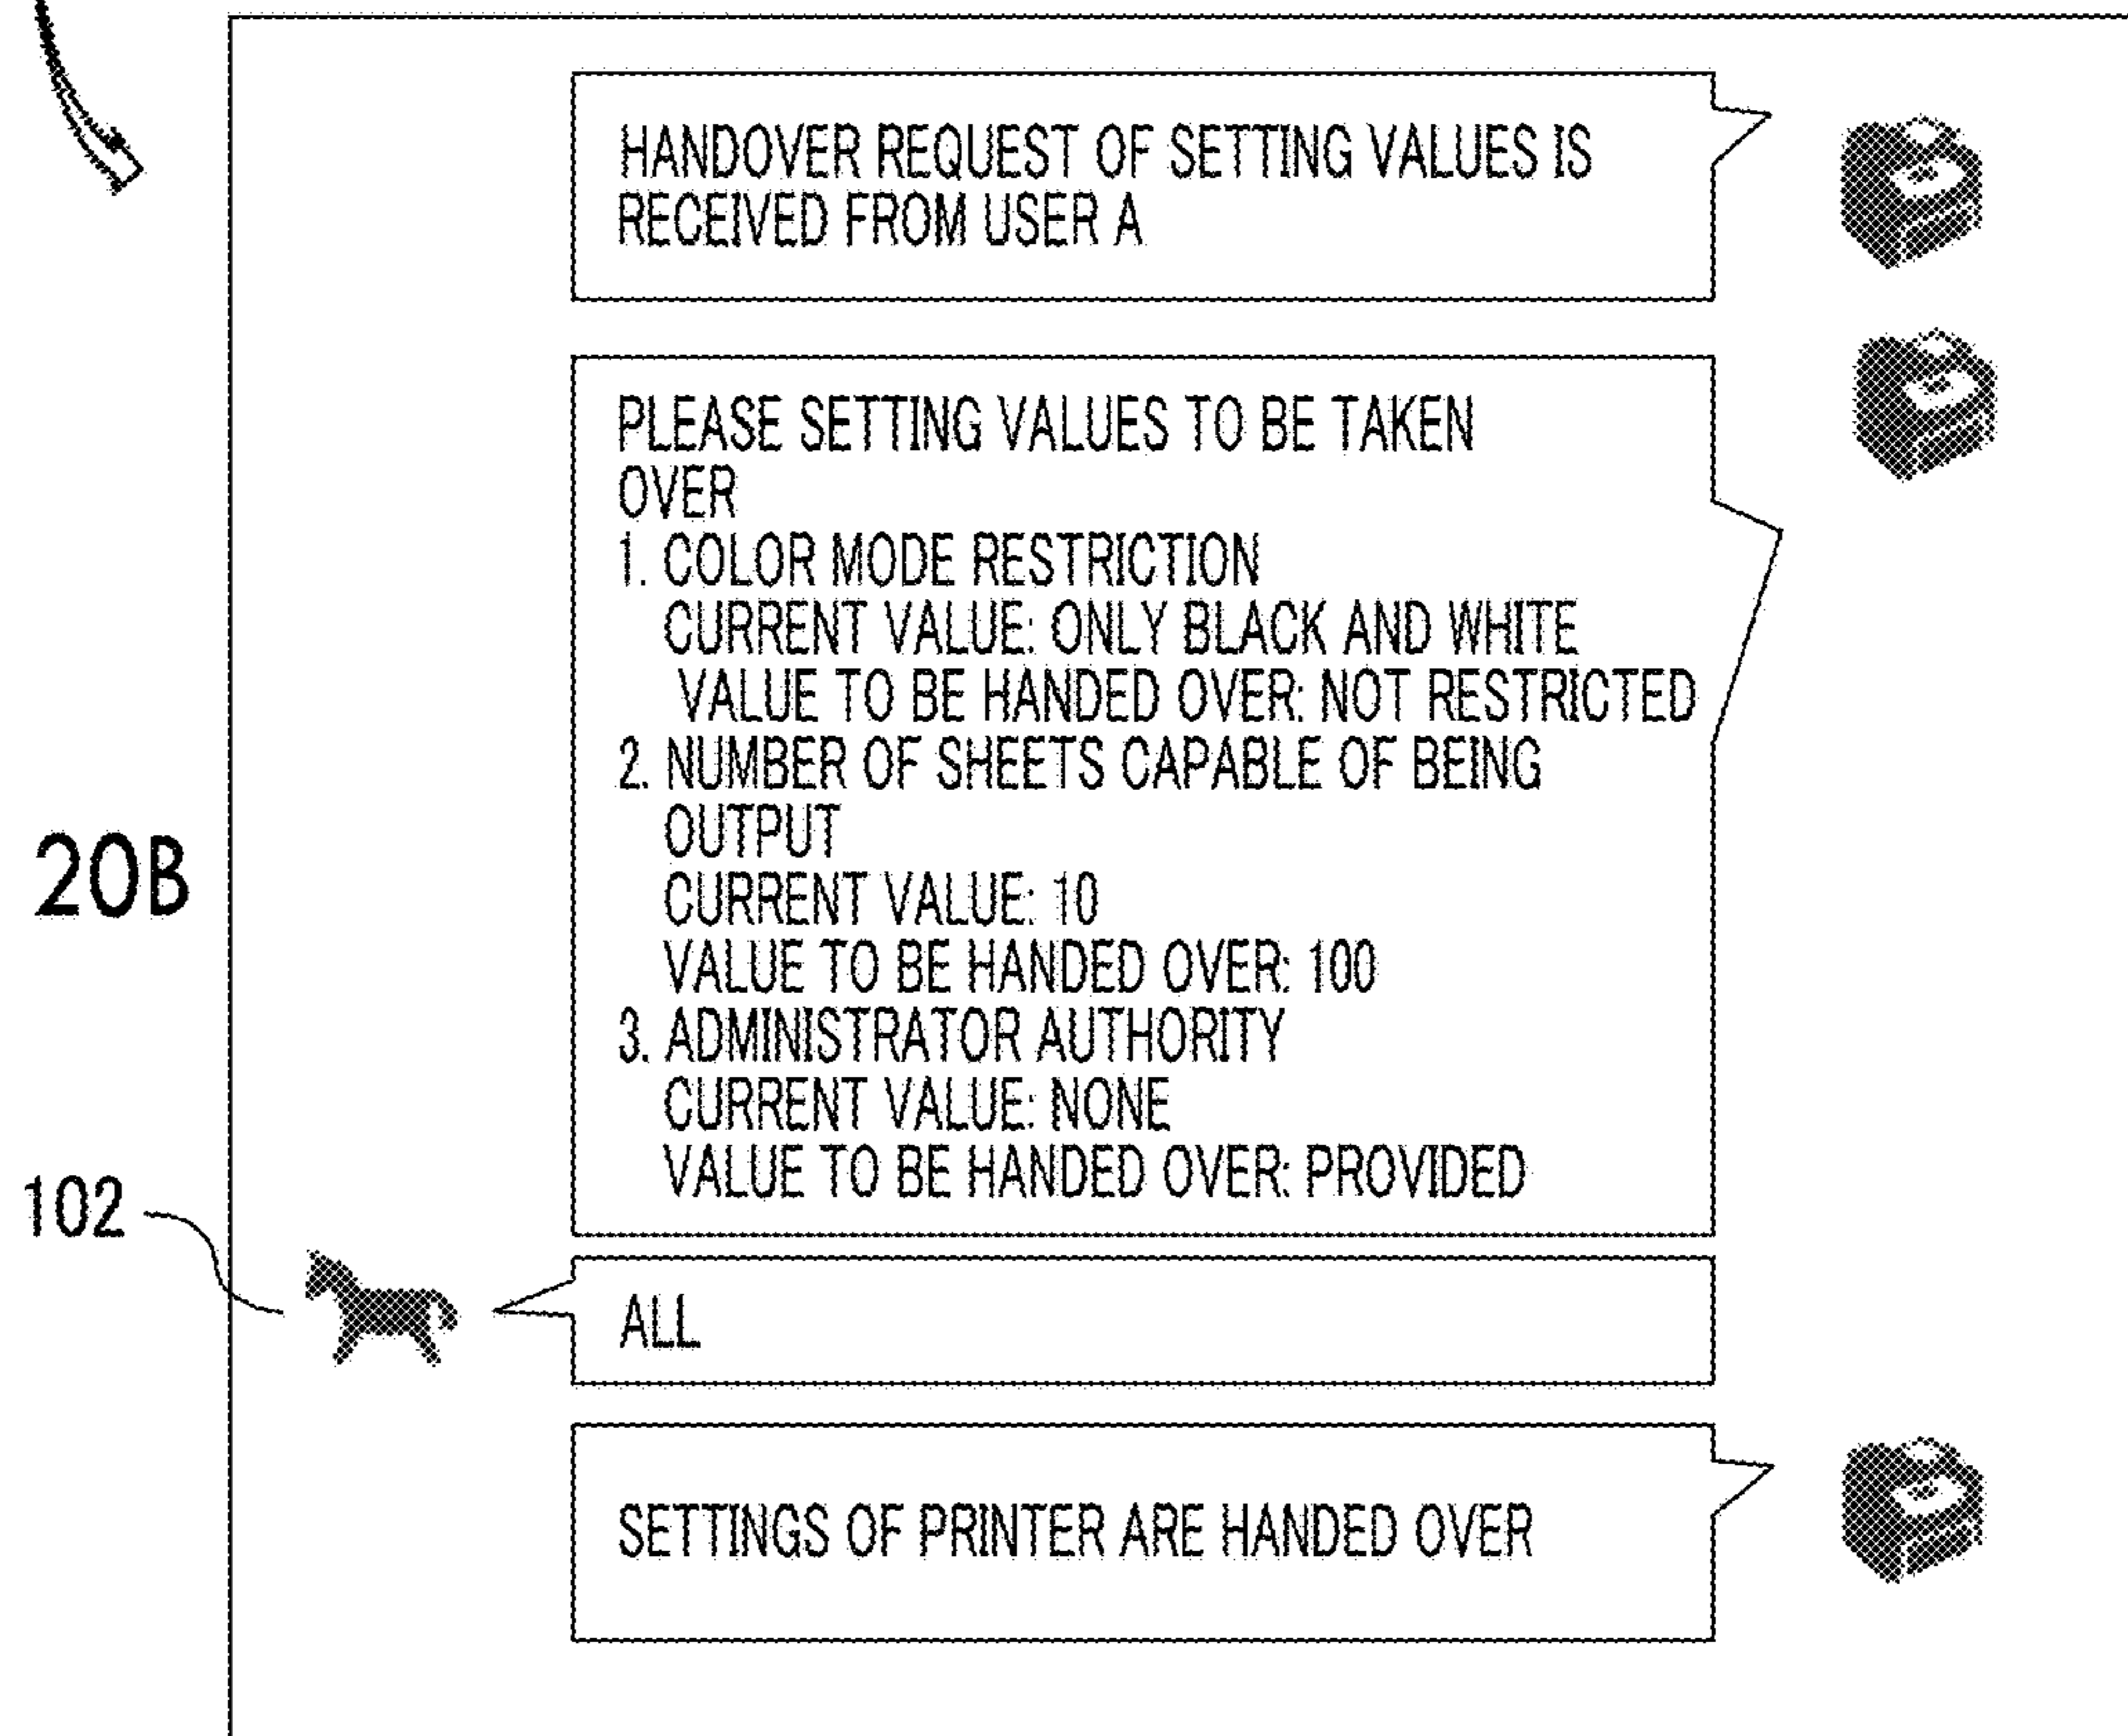 HANDOVER REQUEST OF SETTING VALUES IS
RECEIVED FROM USER A
PLEASE SETTING VALUES TO BE TAKEN
OVER
1. COLOR MODE RESTRICTION
CURRENT VALUE: ONLY BLACK AND WHITE
VALUE TO BE HANDED OVER: NOT RESTRICTED
2. NUMBER OF SHEETS CAPABLE OF BEING
OUTPUT
CURRENT VALUE: 10
VALUE TO BE HANDED OVER: 100
3. ADMINISTRATOR AUTHORITY
CURRENT VALUE: NONE
VALUE TO BE HANDED OVER: PROVIDED
20B
102
ALL
SETTINGS OF PRINTER ARE HANDED OVER